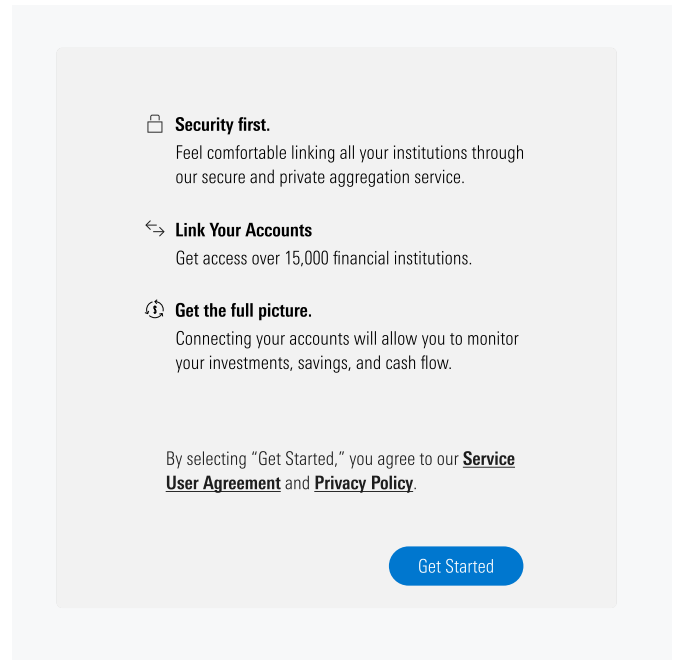 Security first.
Feel comfortable linking all your institutions through
our secure and private aggregation service.
Link Your Accounts
Get access over 15,000 financial institutions.
Get the full picture.
Connecting your accounts will allow you to monitor
your investments, savings, and cash flow.
By selecting “Get Started,” you agree to our Service
User Agreement and Privacy Policy.
Get Started